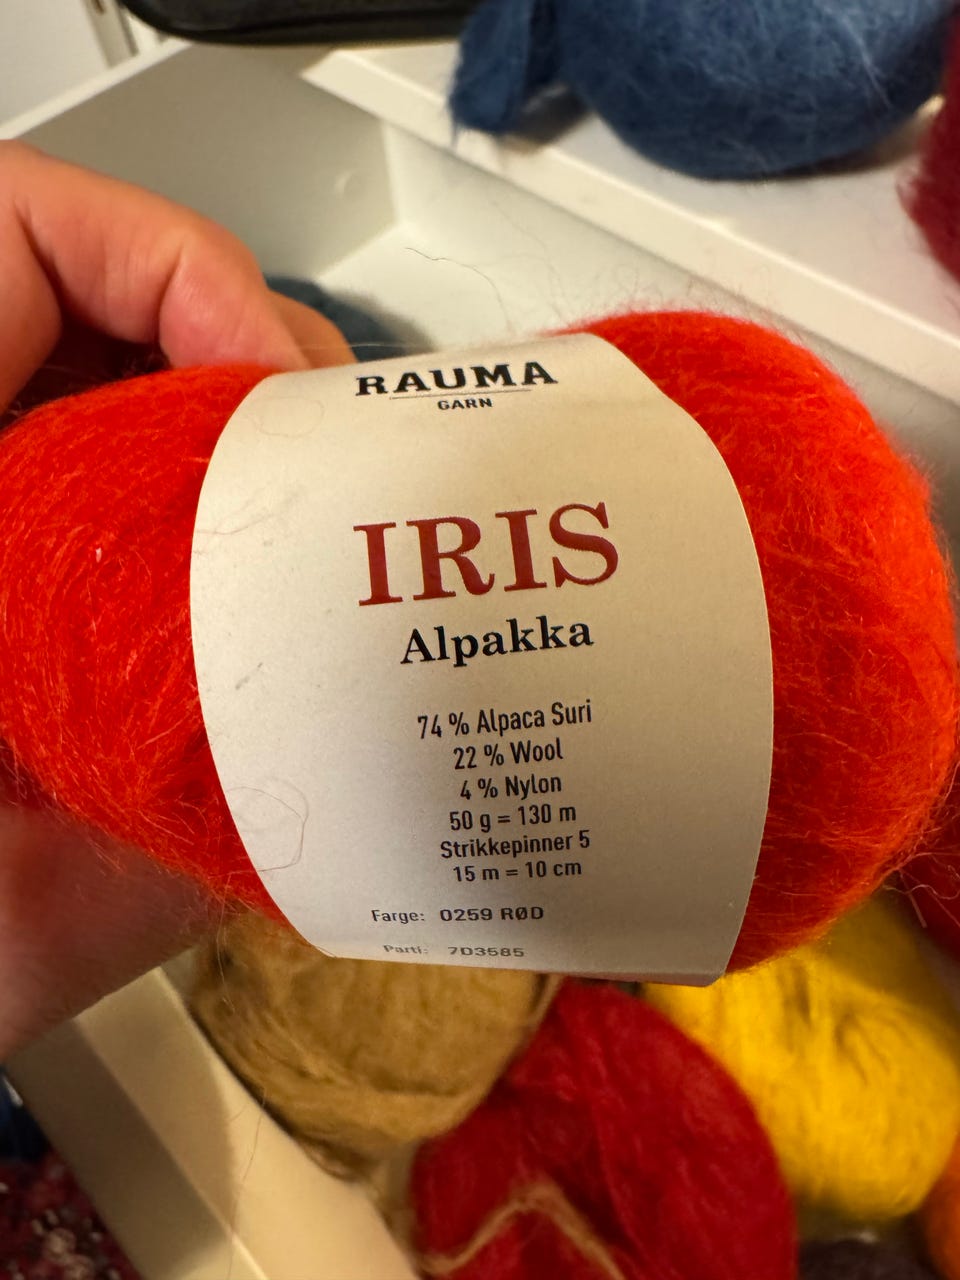 RAUMA
GARN
IRIS
Alpakka
74 % Alpaca Suri
22 % Wool
4 % Nylon
50 g = 130 m
Strikkepinner 5
15 m = 10 cm
Farge: 0259 RØD
Parti: 7D3585